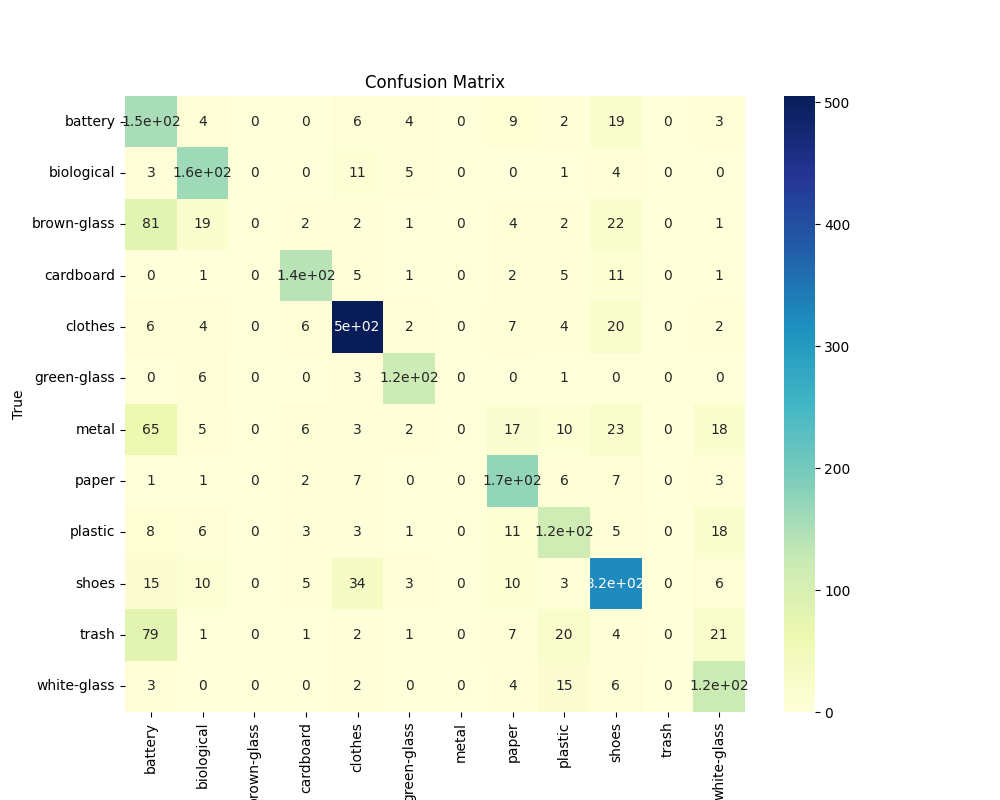 Confusion Matrix
battery 1.5e+02 4 0 0 6 4 0 9 2 19 0 3
biological 3 1.6e+02 0 0 11 5 0 0 1 4 0 0
brown-glass 81 19 0 2 2 1 0 4 2 22 0 1
cardboard 0 1 0 1.4e+02 5 1 0 2 5 11 0 1
clothes 6 4 0 6 5e+02 2 0 7 4 20 0 2
green-glass 0 6 0 0 3 1.2e+02 0 0 1 0 0 0
metal 65 5 0 6 3 2 0 17 10 23 0 18
paper 1 1 0 2 7 0 0 1.7e+02 6 7 0 3
plastic 8 6 0 3 3 1 0 11 1.2e+02 5 0 18
shoes 15 10 0 5 34 3 0 10 3 3.2e+02 0 6
trash 79 1 0 1 2 1 0 7 20 4 0 21
white-glass 3 0 0 0 2 0 0 4 15 6 0 1.2e+02
True
battery
biological
brown-glass
cardboard
clothes
green-glass
metal
paper
plastic
shoes
trash
white-glass
500
400
300
200
100
0